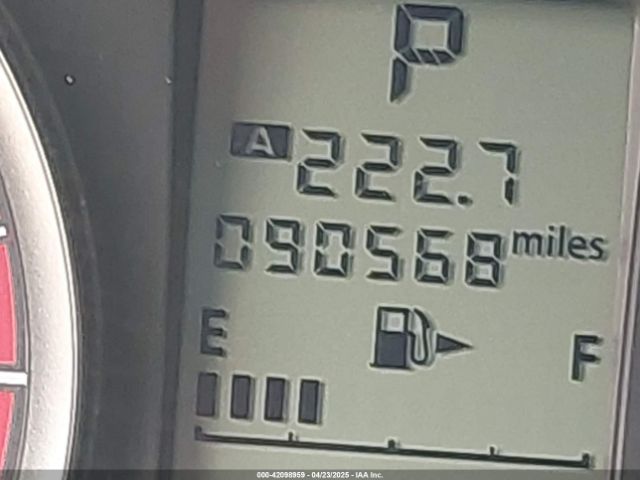 P
A 222.7
090568 miles
E F
000-42098959 - 04/23/2025 - IAA Inc.